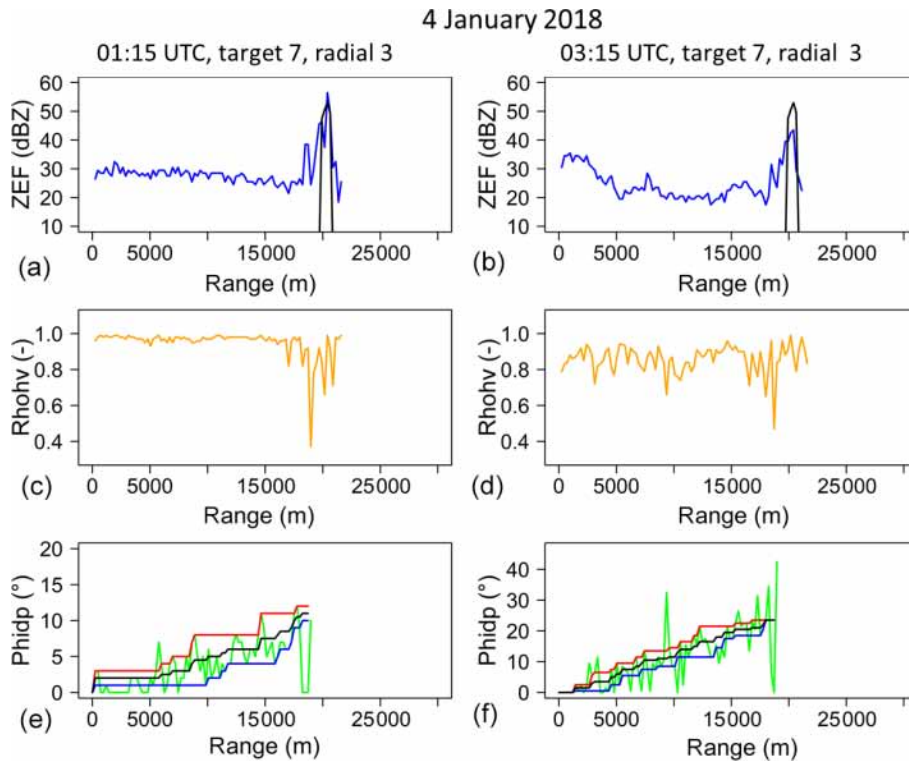 4 January 2018
01:15 UTC, target 7, radial 3
03:15 UTC, target 7, radial 3
60
50
40
30
20
10
ZEF (dBZ)
0 5000 15000 25000
Range (m)
(a)
60
50
40
30
20
10
ZEF (dBZ)
0 5000 15000 25000
Range (m)
(b)
1.0
0.8
0.6
0.4
Rhohv (-)
0 5000 15000 25000
Range (m)
(c)
1.0
0.8
0.6
0.4
Rhohv (-)
0 5000 15000 25000
Range (m)
(d)
20
15
10
5
0
Phidp (°)
0 5000 15000 25000
Range (m)
(e)
40
30
20
10
0
Phidp (°)
0 5000 15000 25000
Range (m)
(f)